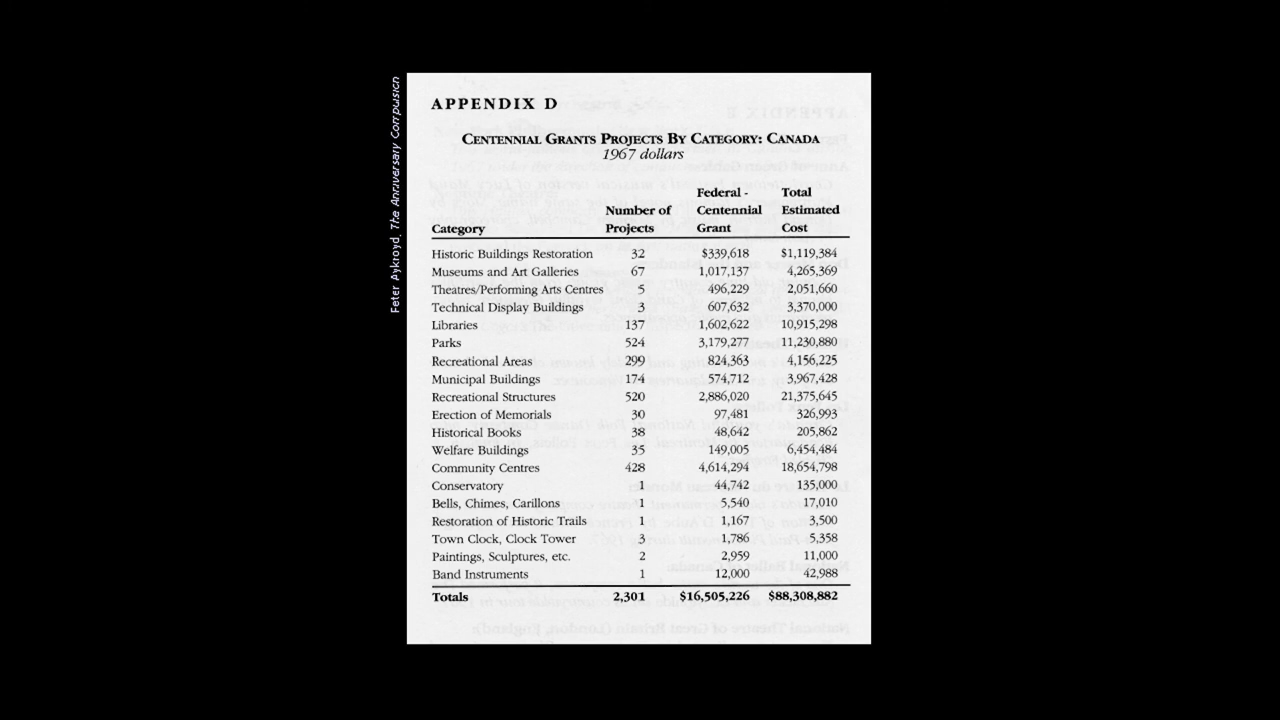 APPENDIX D
CENTENNIAL GRANTS PROJECTS BY CATEGORY: CANADA
1967 dollars
Category Number of Projects Federal - Centennial Grant Total Estimated Cost
Historic Buildings Restoration 32 $339,618 $1,119,384
Museums and Art Galleries 67 1,017,137 4,265,369
Theatres/Performing Arts Centres 5 496,229 2,051,660
Technical Display Buildings 3 607,632 3,370,000
Libraries 137 1,602,622 10,915,298
Parks 524 3,179,277 11,230,880
Recreational Areas 299 824,363 4,156,225
Municipal Buildings 174 574,712 3,967,428
Recreational Structures 520 2,886,020 21,375,645
Erection of Memorials 30 97,481 326,993
Historical Books 38 48,642 205,862
Welfare Buildings 35 149,005 6,454,484
Community Centres 428 4,614,294 18,654,798
Conservatory 1 44,742 135,000
Bells, Chimes, Carillons 1 5,540 17,010
Restoration of Historic Trails 1 1,167 3,500
Town Clock, Clock Tower 3 1,786 5,358
Paintings, Sculptures, etc. 2 2,959 11,000
Band Instruments 1 12,000 42,988
Totals 2,301 $16,505,226 $88,308,882
Peter Aykroyd, The Anniversary Compulsion